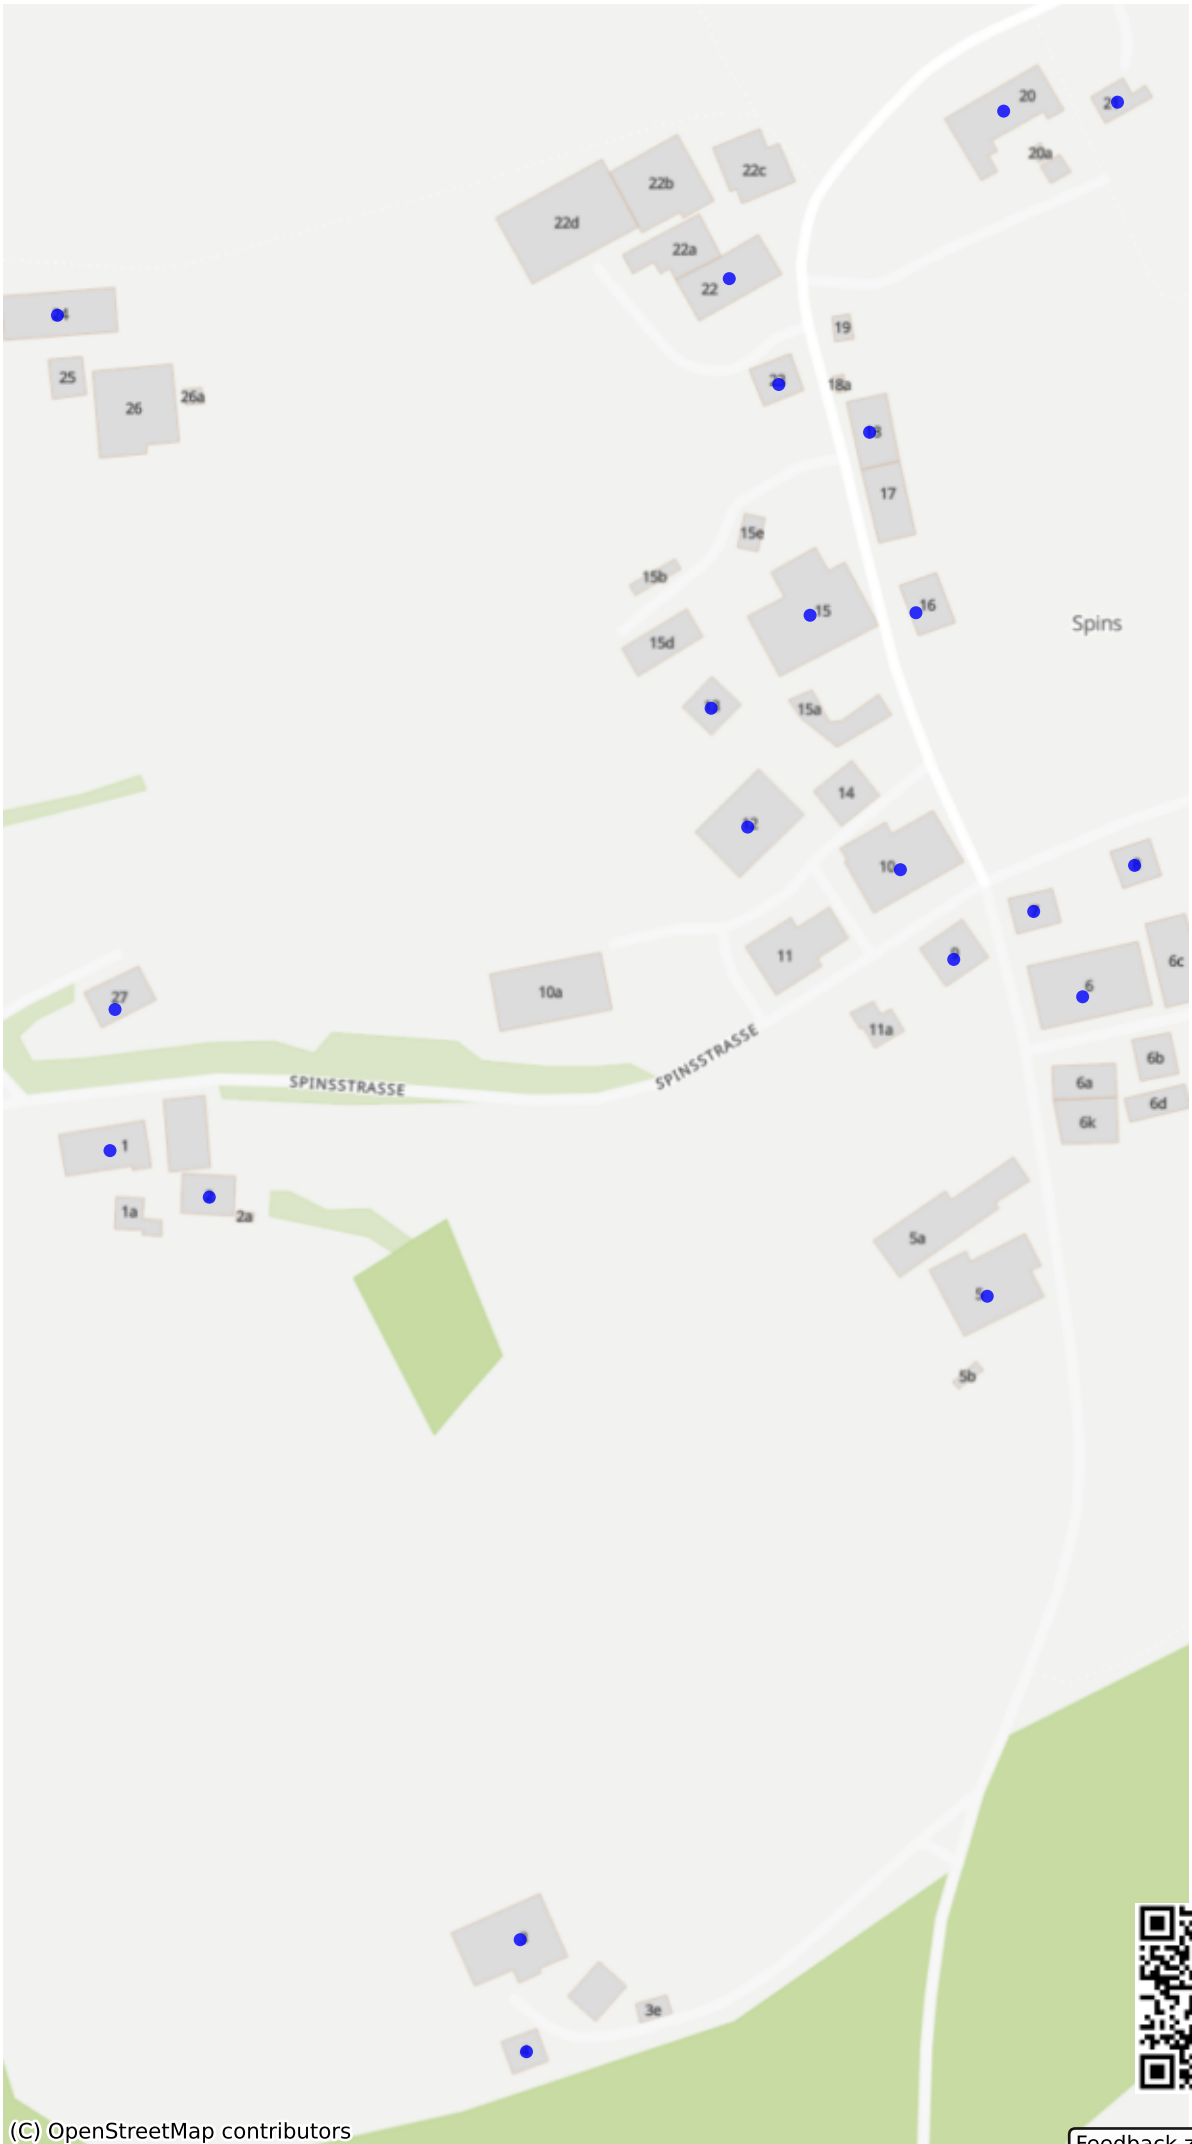 20
20a
22c
22b
22d
22a
22
19
25
26a
26
18a
17
15e
15b
16
15
Spins
15d
15a
14
10
11
6c
6
10a
27
11a
SPINSSTRASSE
SPINSSTRASSE
6b
6a
6d
6k
1
1a
2a
5a
5b
3e
(C) OpenStreetMap contributors